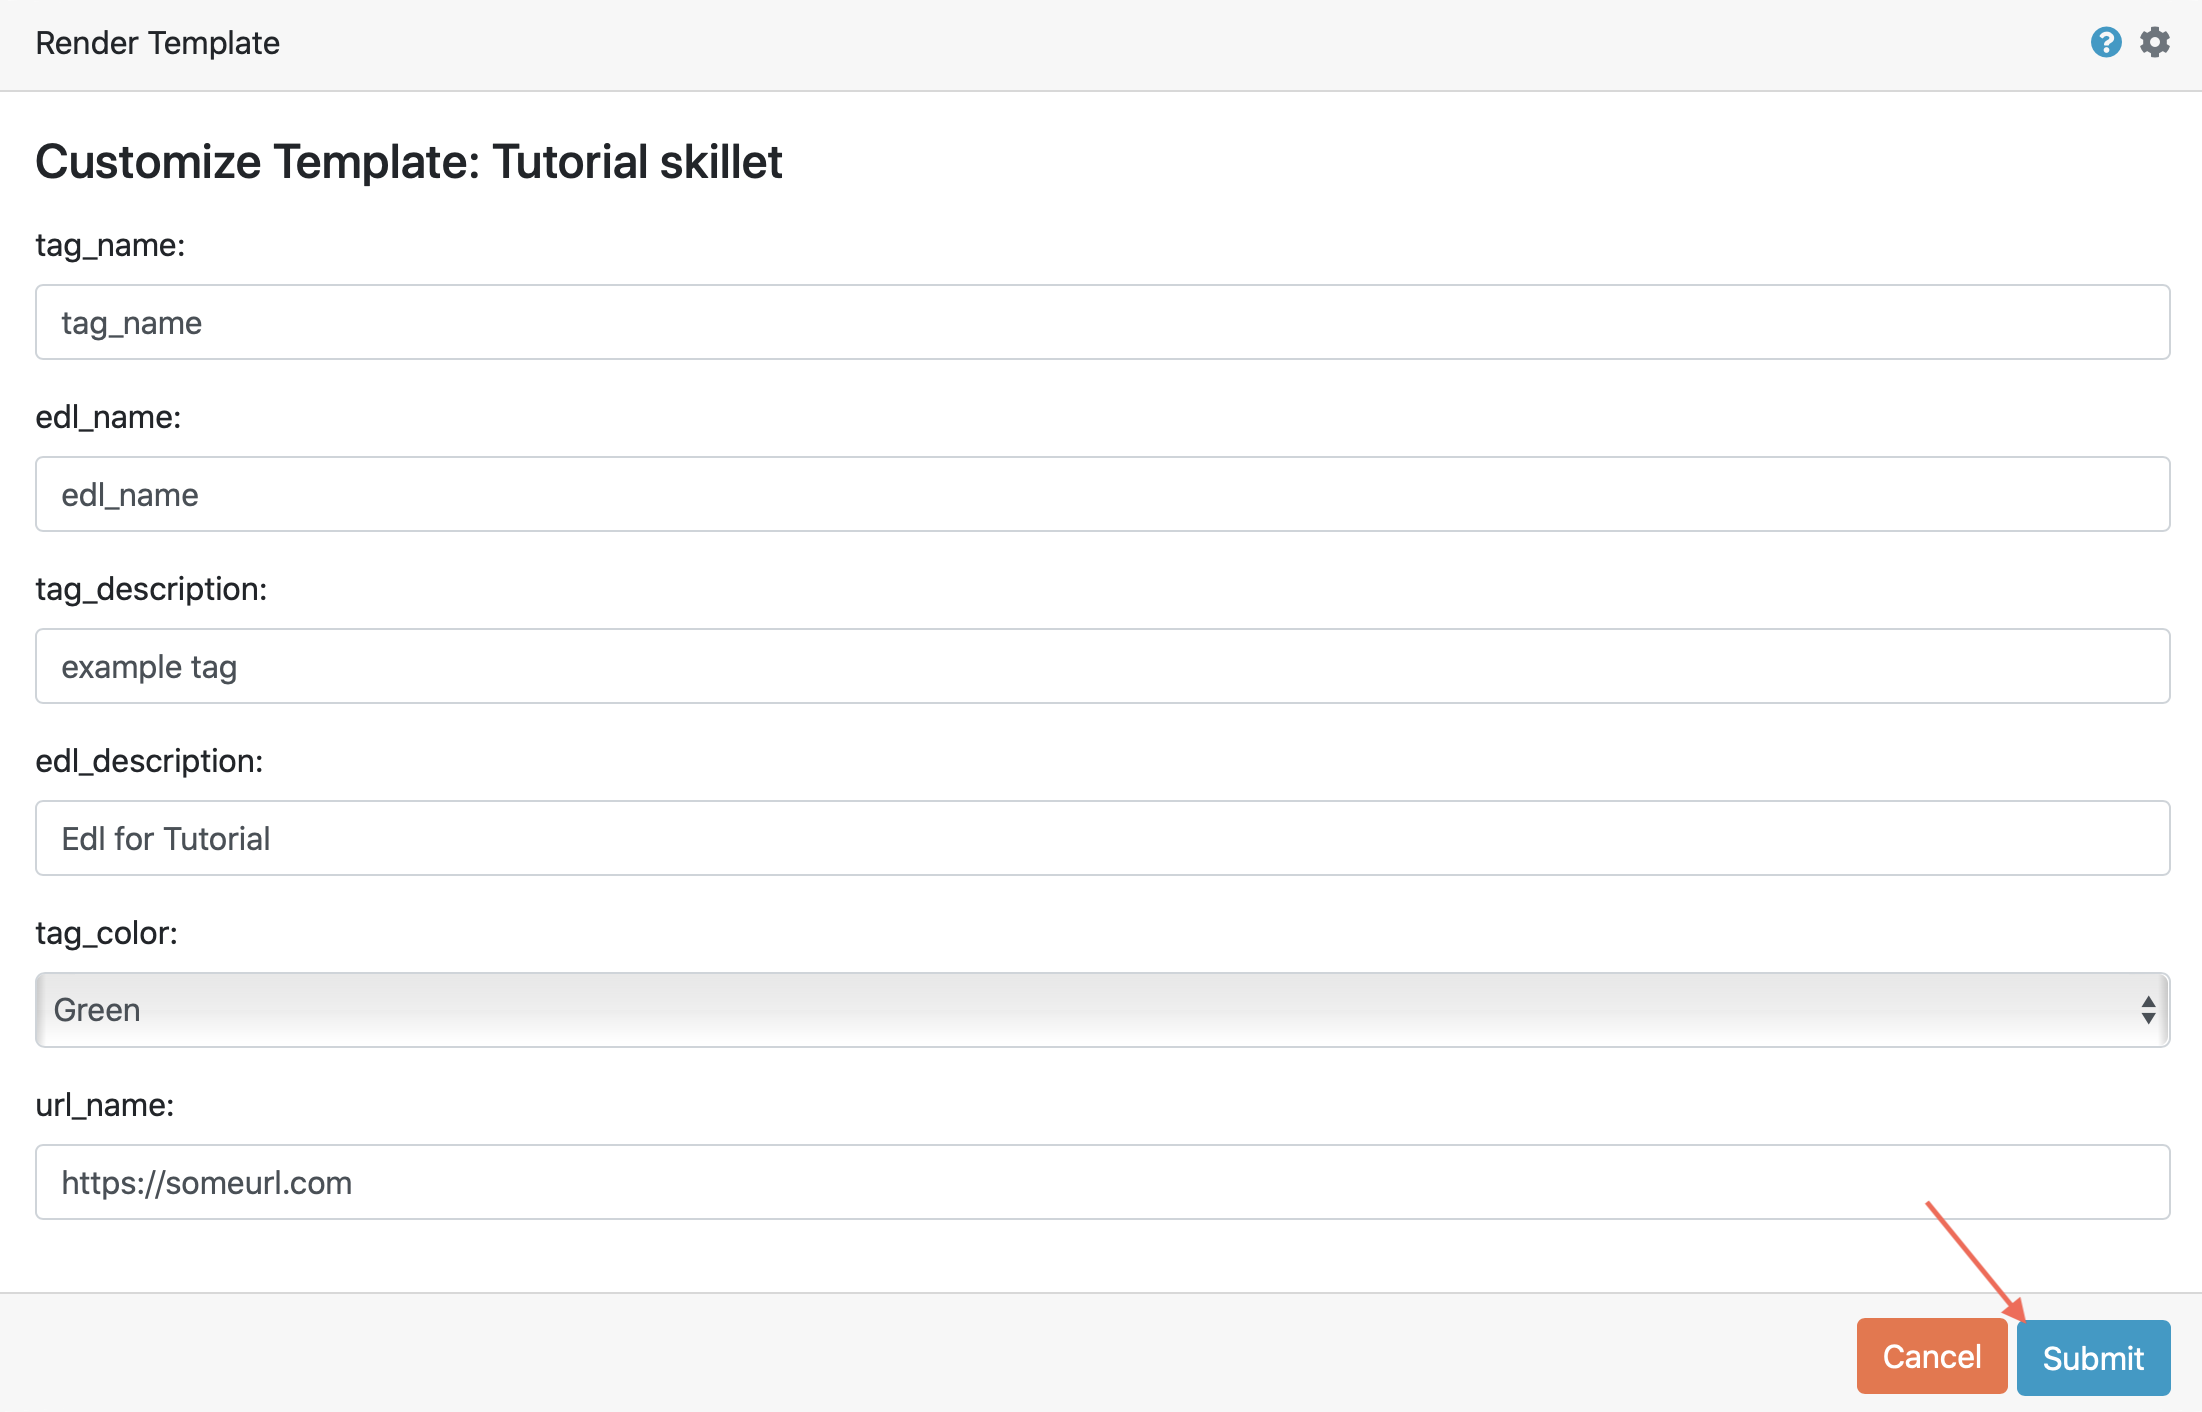 Render Template
Customize Template: Tutorial skillet
tag_name:
tag_name
edl_name:
edl_name
tag_description:
example tag
edl_description:
Edl for Tutorial
tag_color:
Green
url_name:
https://someurl.com
Cancel Submit